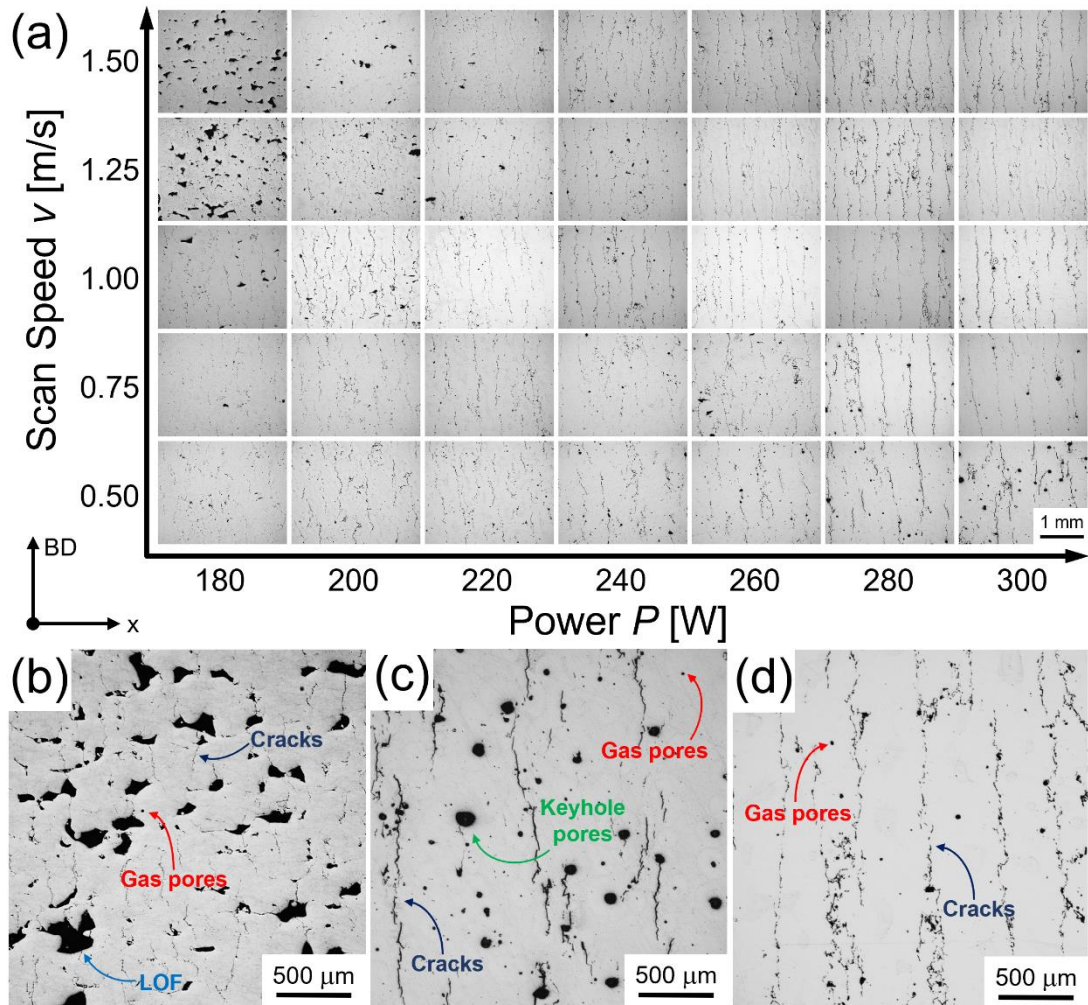 (a)
Scan Speed v [m/s]
1.50
1.25
1.00
0.75
0.50
1 mm
BD
x
180 200 220 240 260 280 300
Power P [W]
(b)
Cracks
Gas pores
LOF
500 μm
(c)
Gas pores
Keyhole
pores
Cracks
500 μm
(d)
Gas pores
Cracks
500 μm